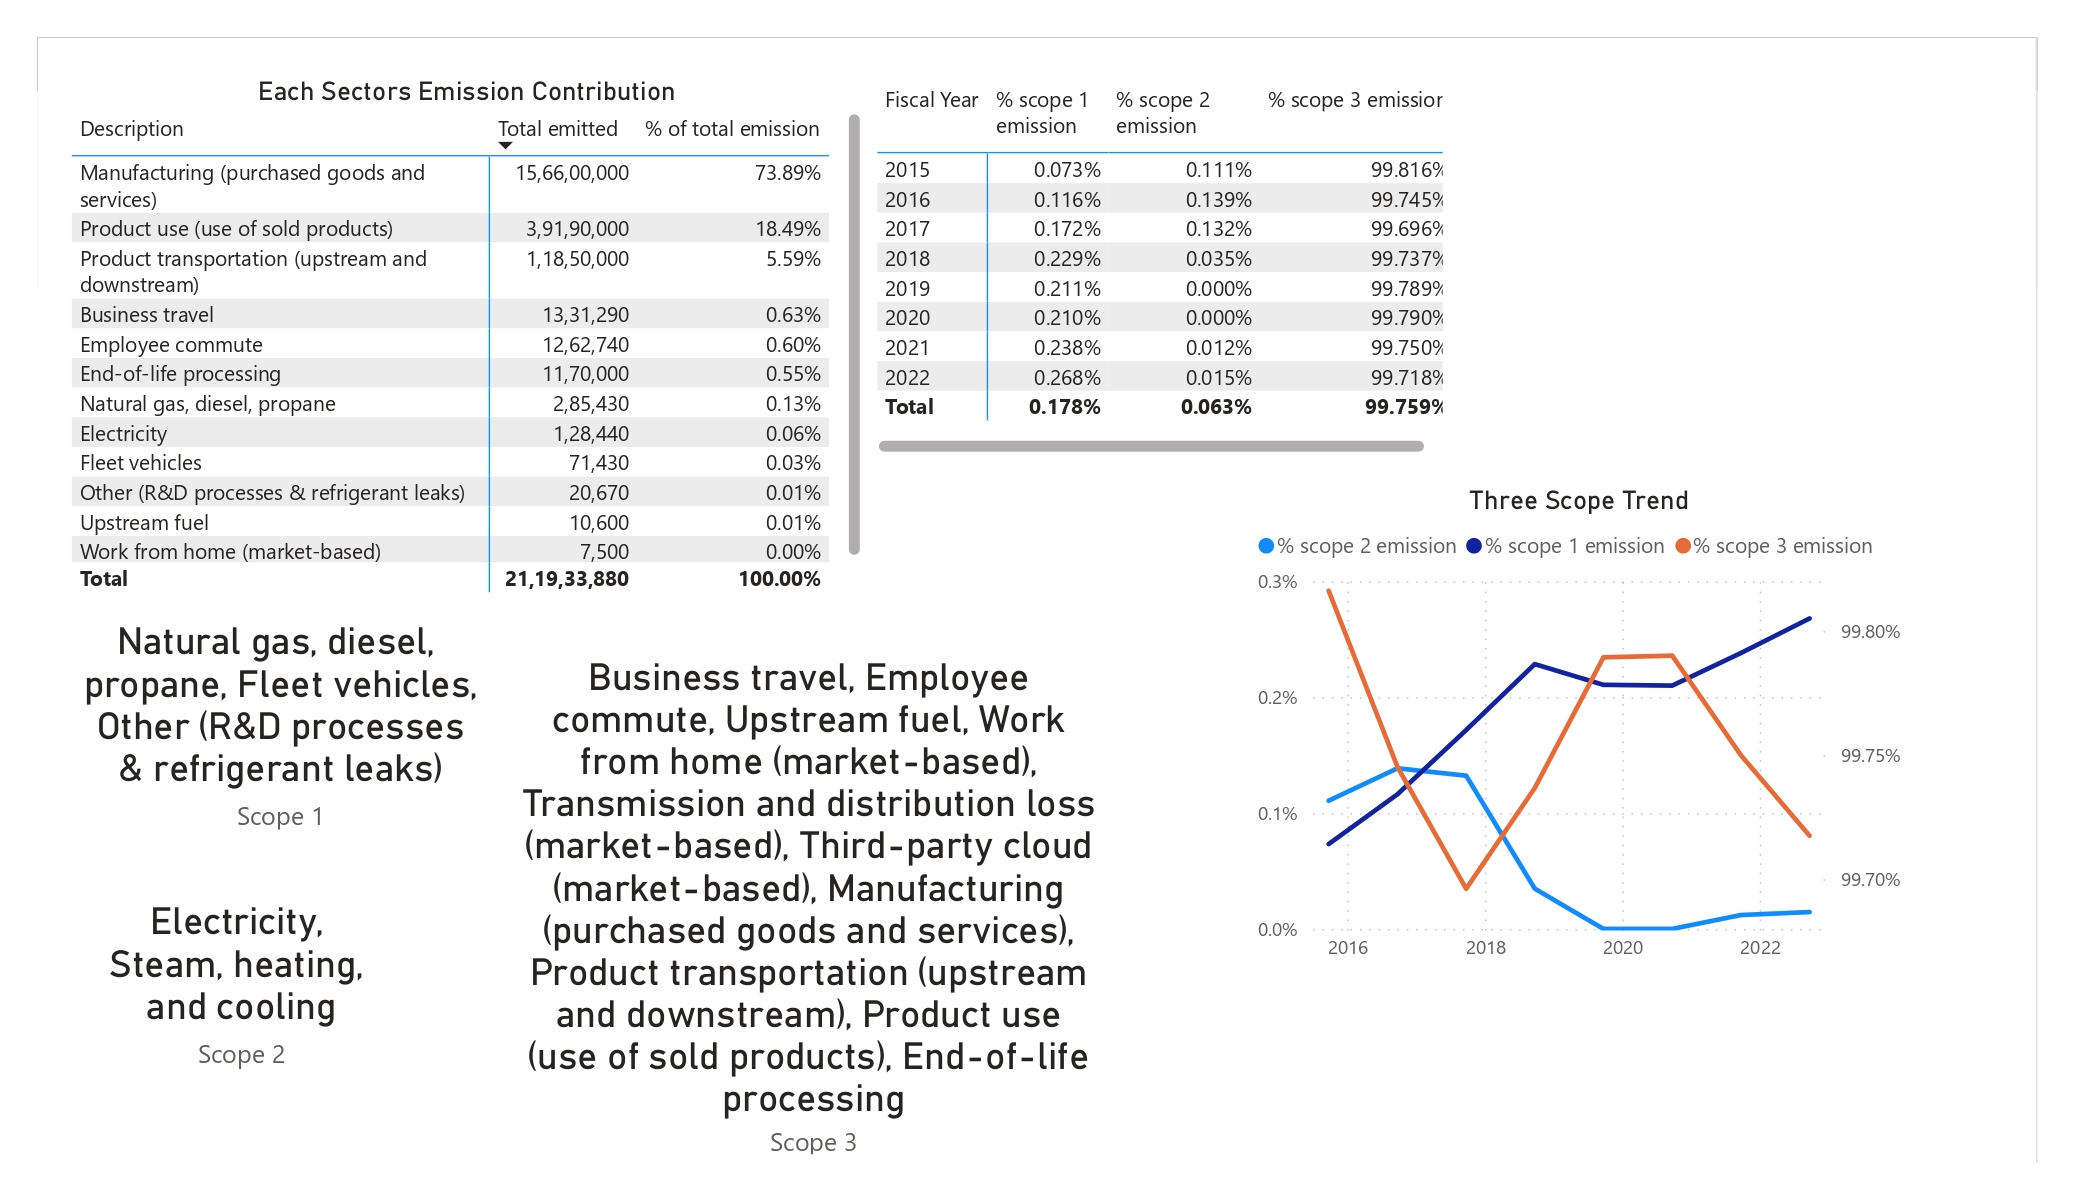 Each Sectors Emission Contribution
Description Total emitted % of total emission
Manufacturing (purchased goods and
services) 15,66,00,000 73.89%
Product use (use of sold products) 3,91,90,000 18.49%
Product transportation (upstream and
downstream) 1,18,50,000 5.59%
Business travel 13,31,290 0.63%
Employee commute 12,62,740 0.60%
End-of-life processing 11,70,000 0.55%
Natural gas, diesel, propane 2,85,430 0.13%
Electricity 1,28,440 0.06%
Fleet vehicles 71,430 0.03%
Other (R&D processes & refrigerant leaks) 20,670 0.01%
Upstream fuel 10,600 0.01%
Work from home (market-based) 7,500 0.00%
Total 21,19,33,880 100.00%
Fiscal Year % scope 1 % scope 2 % scope 3 emission
emission emission
2015 0.073% 0.111% 99.816%
2016 0.116% 0.139% 99.745%
2017 0.172% 0.132% 99.696%
2018 0.229% 0.035% 99.737%
2019 0.211% 0.000% 99.789%
2020 0.210% 0.000% 99.790%
2021 0.238% 0.012% 99.750%
2022 0.268% 0.015% 99.718%
Total 0.178% 0.063% 99.759%
Natural gas, diesel,
propane, Fleet vehicles,
Other (R&D processes
& refrigerant leaks)
Scope 1
Electricity,
Steam, heating,
and cooling
Scope 2
Business travel, Employee
commute, Upstream fuel, Work
from home (market-based),
Transmission and distribution loss
(market-based), Third-party cloud
(market-based), Manufacturing
(purchased goods and services),
Product transportation (upstream
and downstream), Product use
(use of sold products), End-of-life
processing
Scope 3
Three Scope Trend
% scope 2 emission % scope 1 emission % scope 3 emission
0.3%
0.2%
0.1%
0.0%
99.80%
99.75%
99.70%
2016 2018 2020 2022